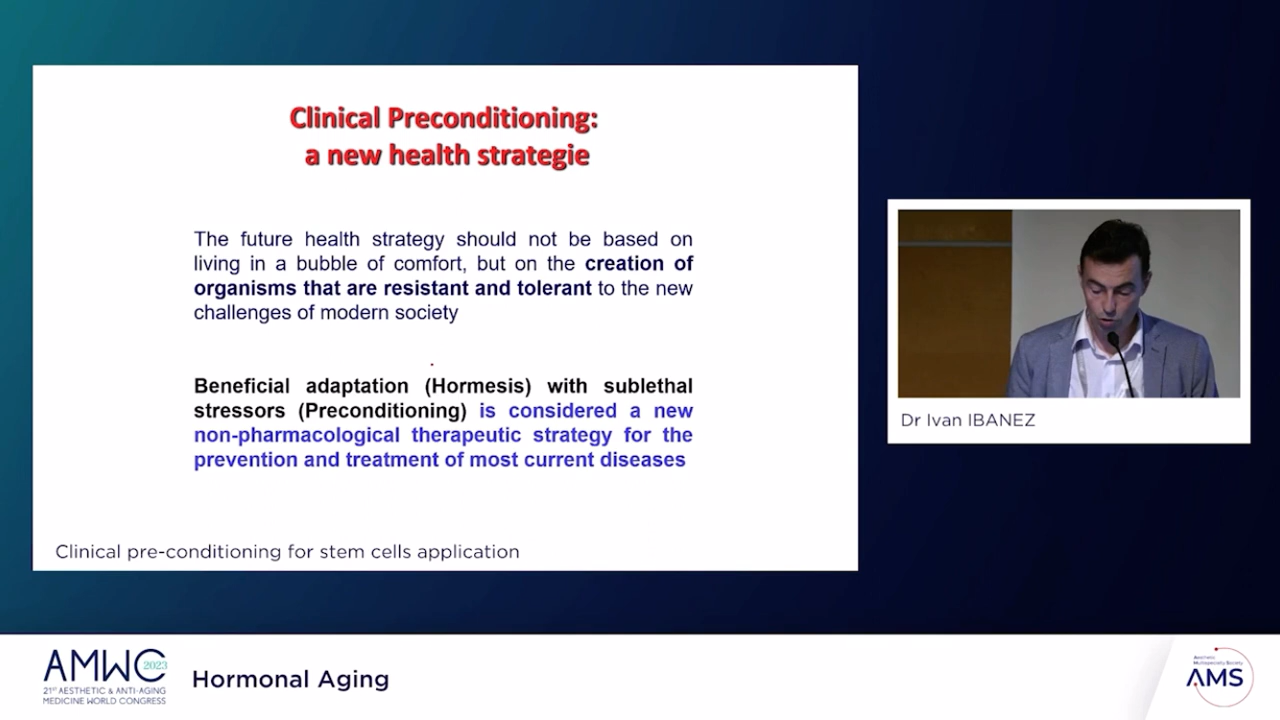 Clinical Preconditioning:
a new health strategie
The future health strategy should not be based on
living in a bubble of comfort, but on the creation of
organisms that are resistant and tolerant to the new
challenges of modern society
Beneficial adaptation (Hormesis) with sublethal
stressors (Preconditioning) is considered a new
non-pharmacological therapeutic strategy for the
prevention and treatment of most current diseases
Clinical pre-conditioning for stem cells application
Dr Ivan IBANEZ
AMWC 2023
21ST AESTHETIC & ANTI-AGING
MEDICINE WORLD CONGRESS
Hormonal Aging
Aesthetic
Multispecialty Society
AMS